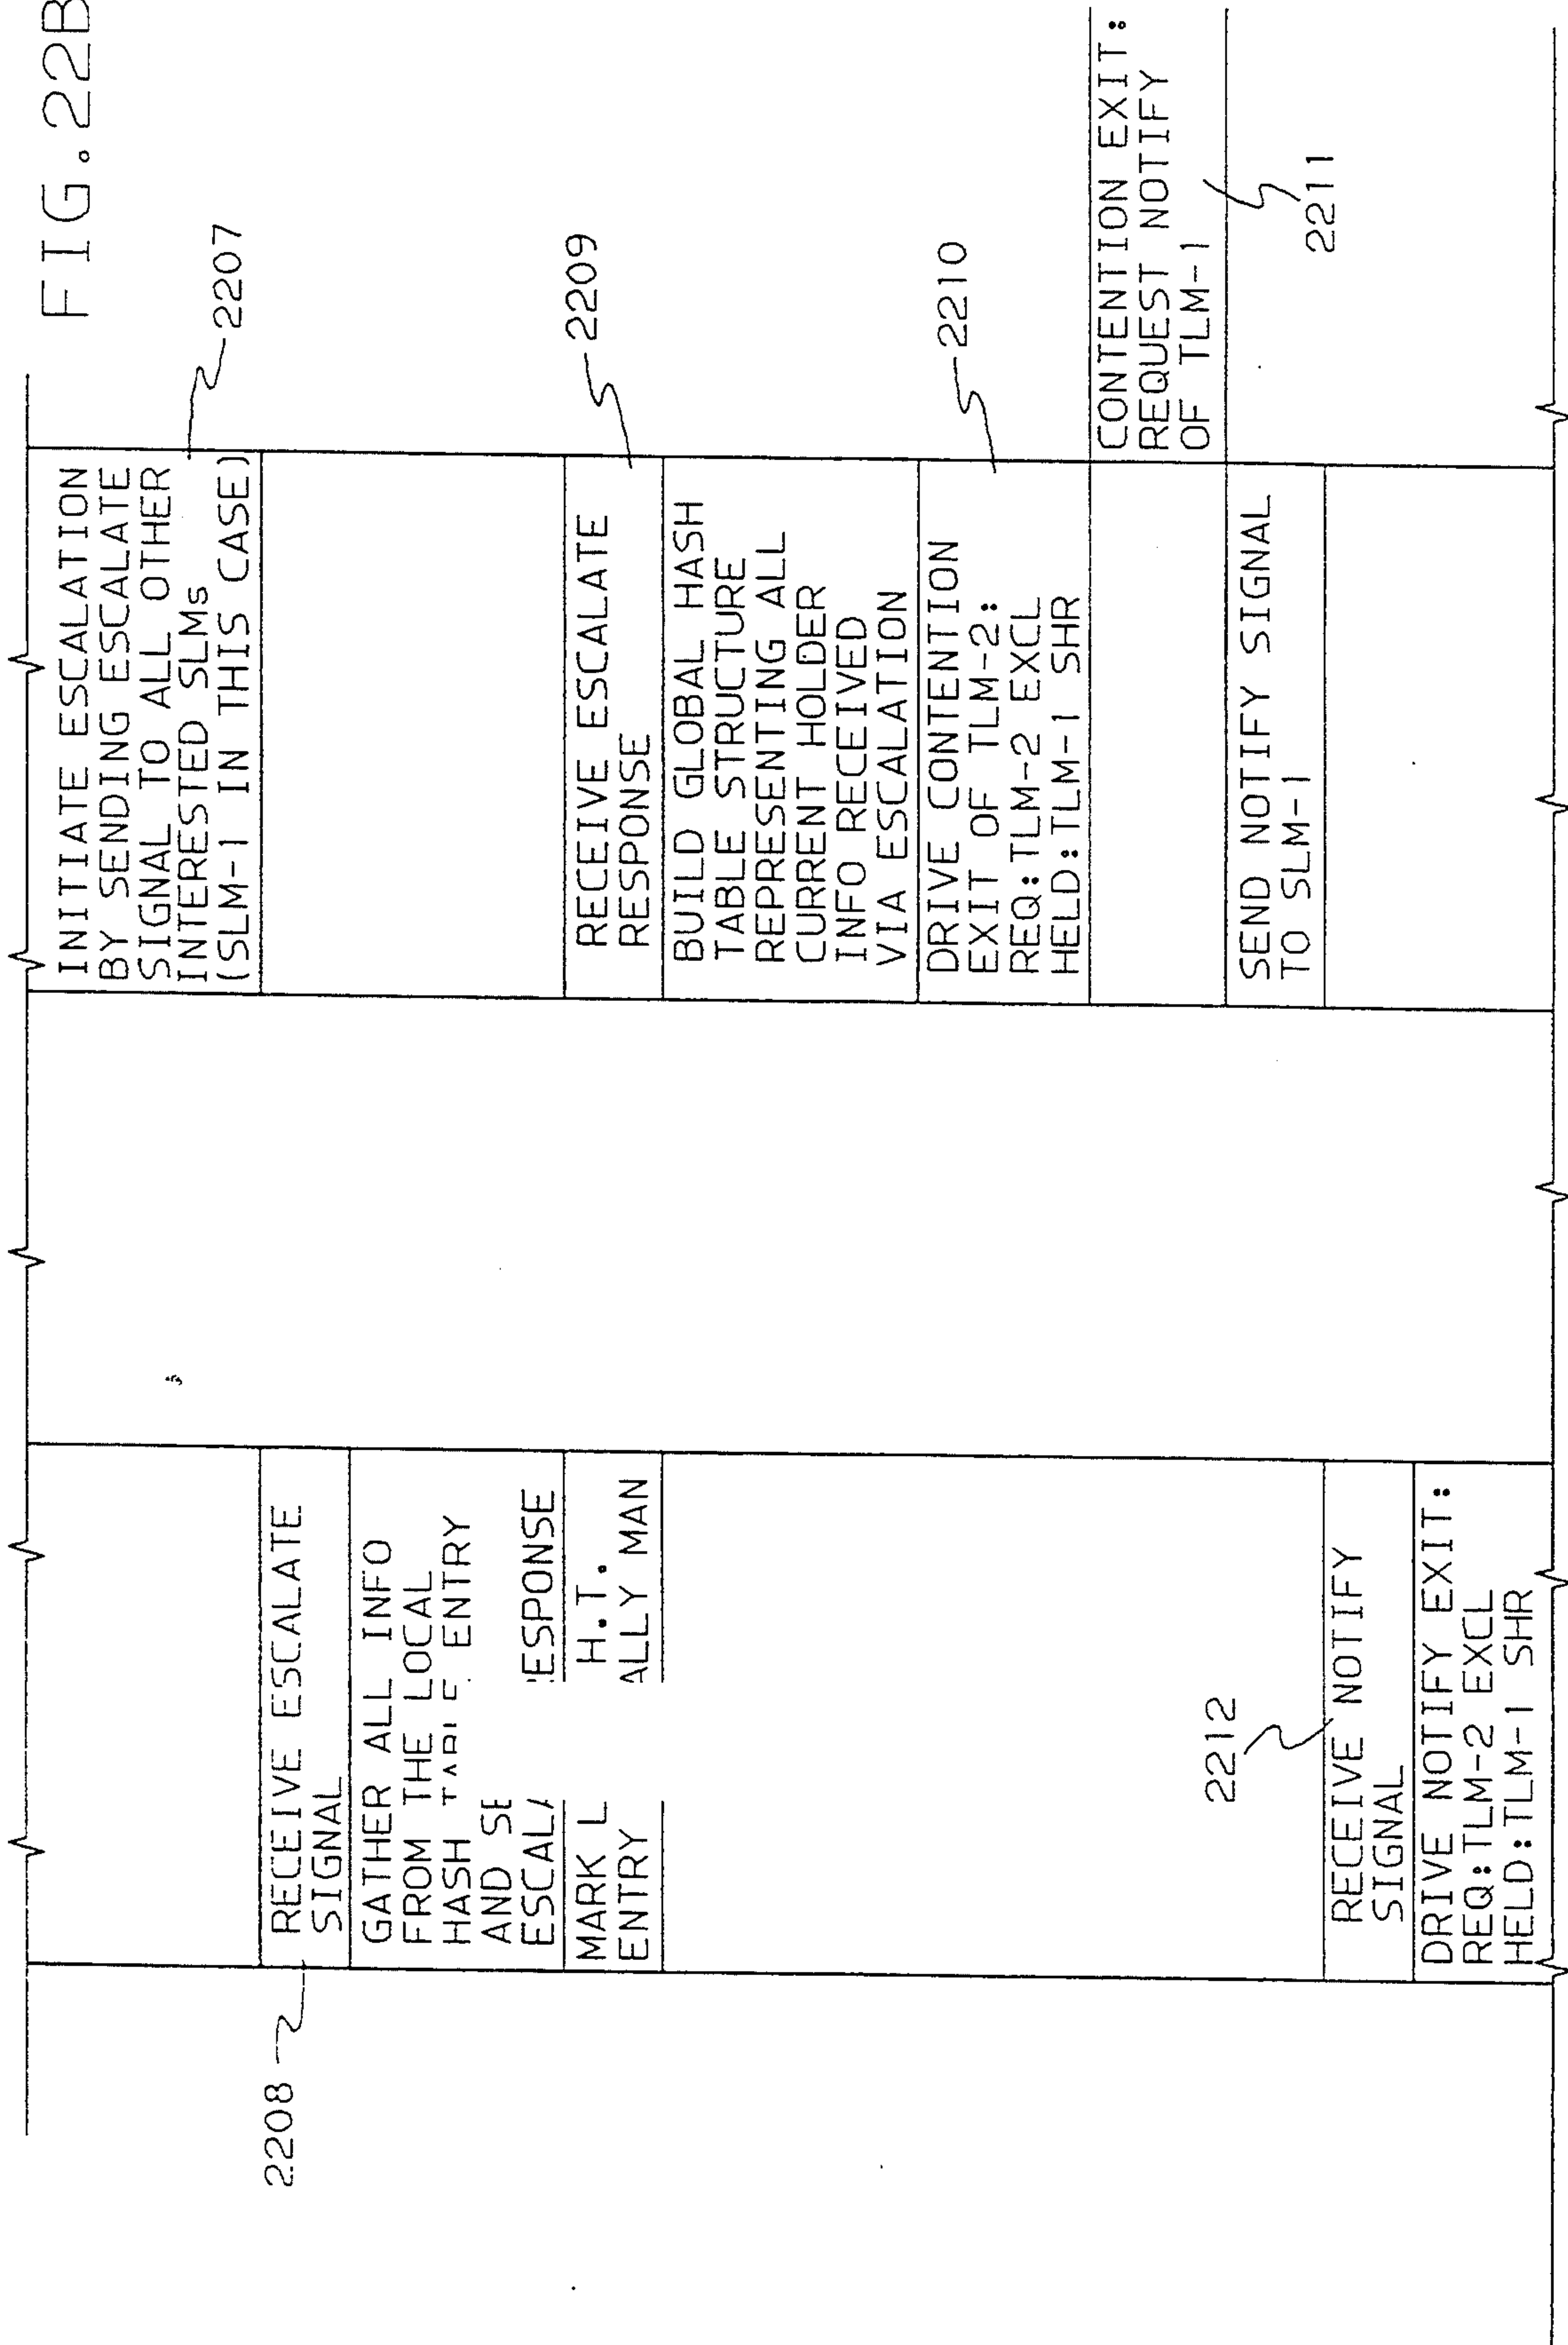 FIG.22B
INITIATE ESCALATION
BY SENDING ESCALATE
SIGNAL TO ALL OTHER
INTERESTED SLMs
(SLM-1 IN THIS CASE)
2207
2208
RECEIVE ESCALATE
SIGNAL
GATHER ALL INFO
FROM THE LOCAL
HASH TABLE ENTRY
AND
RESPONSE
MARK H.T.
ENTRY MAN
RECEIVE ESCALATE
RESPONSE
2209
BUILD GLOBAL HASH
TABLE STRUCTURE
REPRESENTING ALL
CURRENT HOLDER
INFO RECEIVED
VIA ESCALATION
DRIVE CONTENTION
EXIT OF TLM-2:
REQ:TLM-2 EXCL
HELD:TLM-1 SHR
2210
CONTENTION EXIT:
REQUEST NOTIFY
OF TLM-1
2211
SEND NOTIFY SIGNAL
TO SLM-1
2212
RECEIVE NOTIFY
SIGNAL
DRIVE NOTIFY EXIT:
REQ:TLM-2 EXCL
HELD:TLM-1 SHR